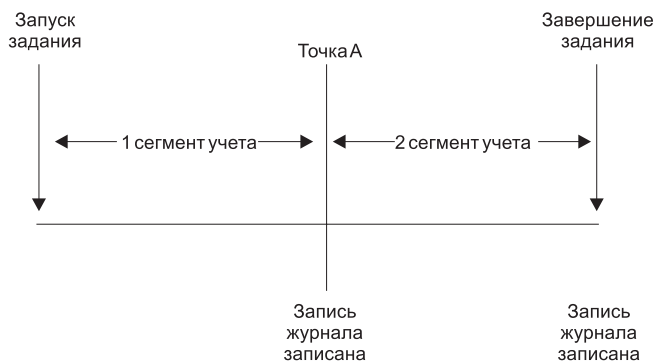 Запуск
задания
Точка А
Завершение
задания
1 сегмент учета
2 сегмент учета
Запись
журнала
записана
Запись
журнала
записана